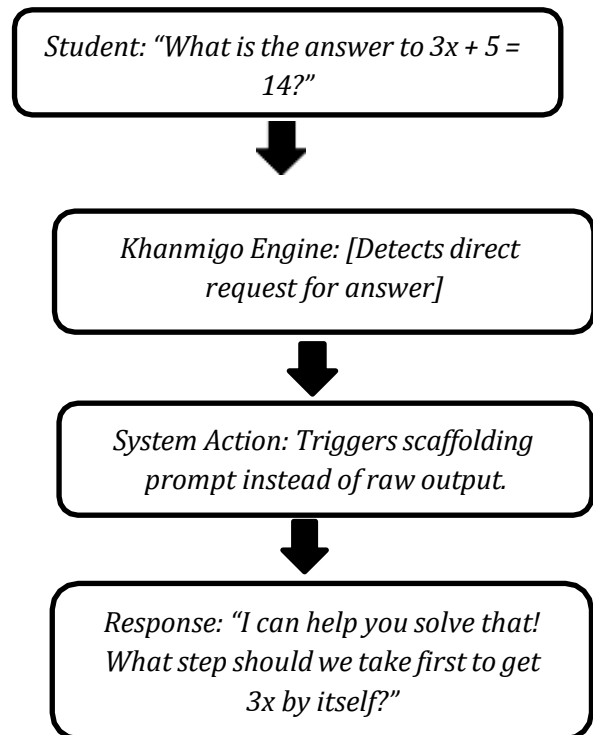 Student: “What is the answer to 3x + 5 =
14?”
Khanmigo Engine: [Detects direct
request for answer]
System Action: Triggers scaffolding
prompt instead of raw output.
Response: “I can help you solve that!
What step should we take first to get
3x by itself?”